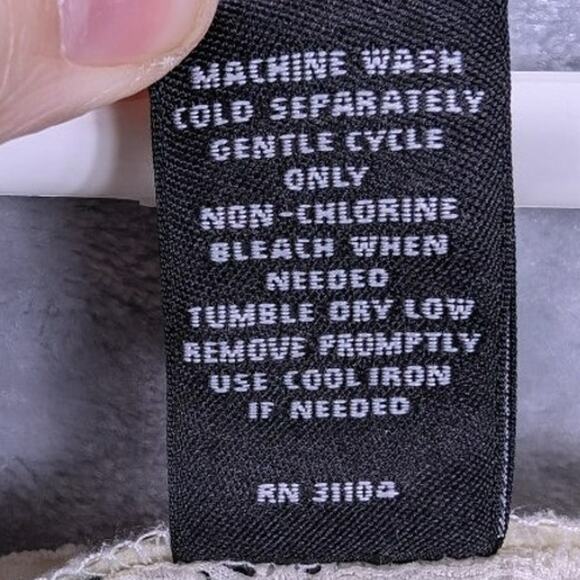 MACHINE WASH
COLD SEPARATELY
GENTLE CYCLE
ONLY
NON-CHLORINE
BLEACH WHEN
NEEDED
TUMBLE DRY LOW
REMOVE PROMPTLY
USE COOL IRON
IF NEEDED
RN 31104